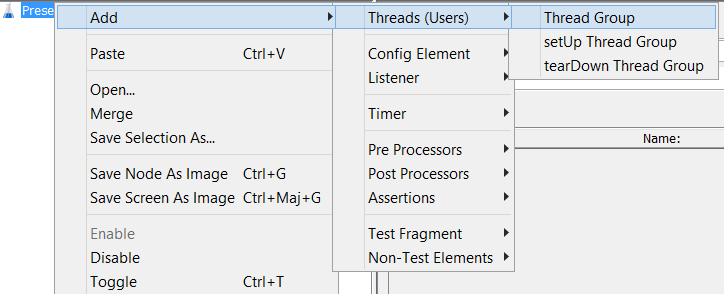 Prese
Add
Paste Ctrl+V
Open...
Merge
Save Selection As...
Save Node As Image Ctrl+G
Save Screen As Image Ctrl+Maj+G
Enable
Disable
Toggle Ctrl+T
Threads (Users)
Config Element
Listener
Timer
Pre Processors
Post Processors
Assertions
Test Fragment
Non-Test Elements
Thread Group
setUp Thread Group
tearDown Thread Group
Name: